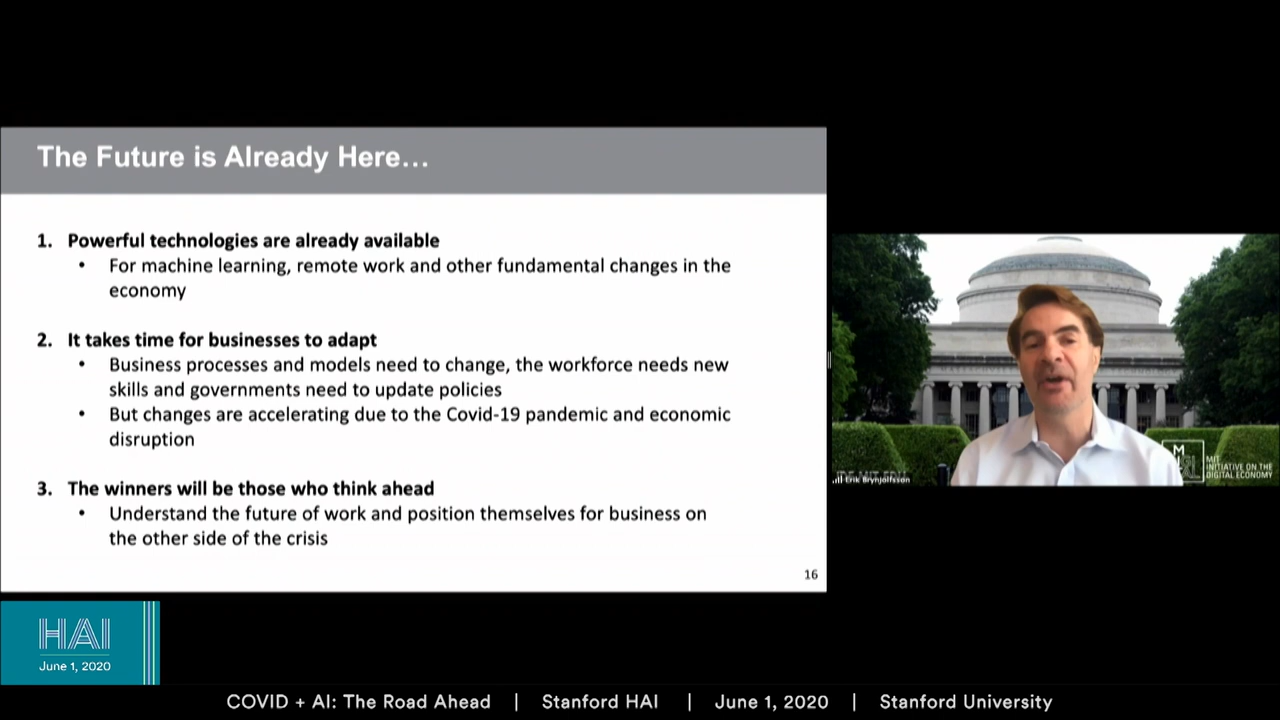 The Future is Already Here…
1. Powerful technologies are already available
• For machine learning, remote work and other fundamental changes in the
economy
2. It takes time for businesses to adapt
• Business processes and models need to change, the workforce needs new
skills and governments need to update policies
• But changes are accelerating due to the Covid-19 pandemic and economic
disruption
3. The winners will be those who think ahead
• Understand the future of work and position themselves for business on
the other side of the crisis
16
MIT
INITIATIVE ON THE
DIGITAL ECONOMY
IDE.MIT.EDU
Erik Brynjolfsson
HAI
June 1, 2020
COVID + AI: The Road Ahead | Stanford HAI | June 1, 2020 | Stanford University